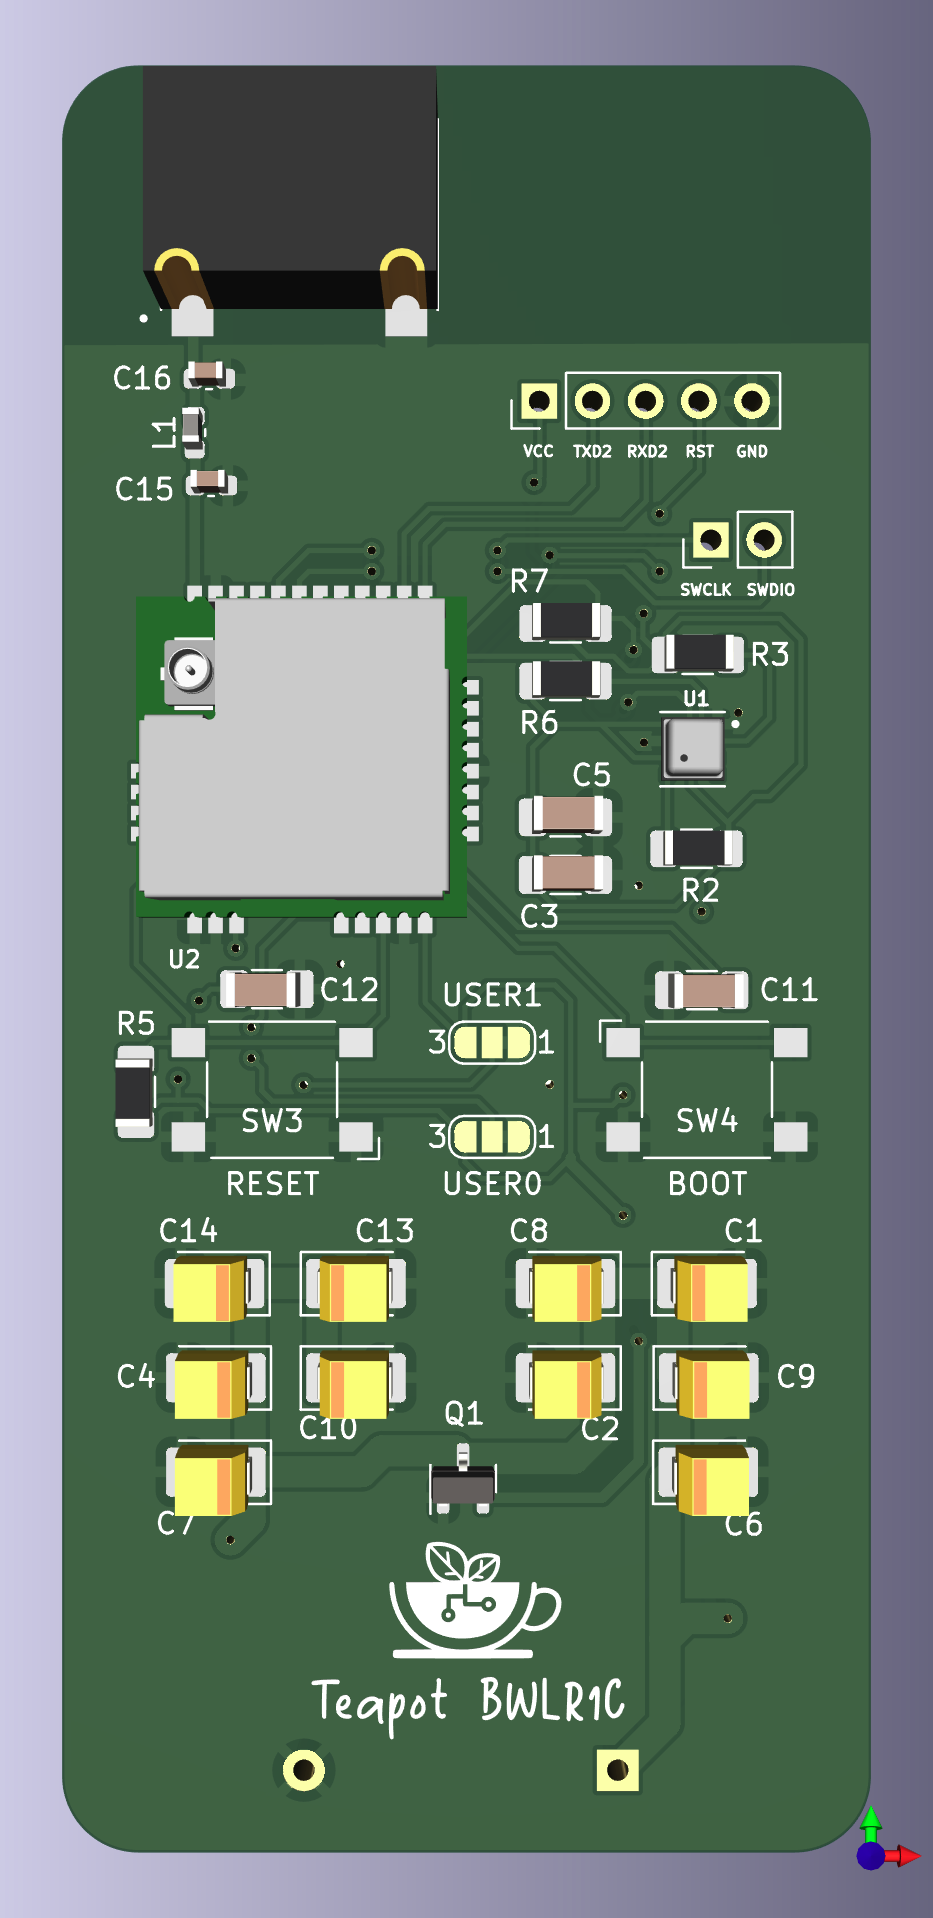 C16
L1
C15
VCC TXD2 RXD2 RST GND
SWCLK SWDIO
R7
R3
R6
U1
C5
R2
C3
U2
C12
USER1
C11
R5
3 1
SW3
SW4
3 1
RESET
USER0
BOOT
C14
C13
C8
C1
C4
C9
C10
Q1
C2
C7
C6
Teapot BWLR1C